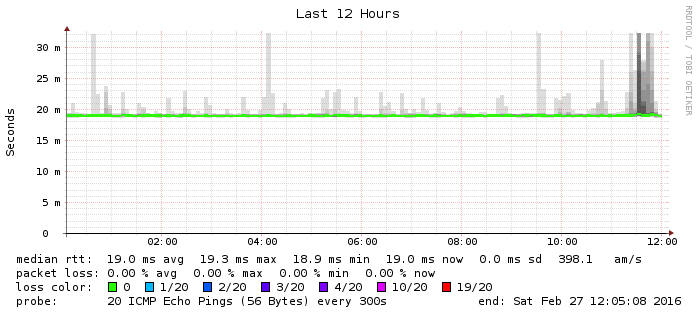 Last 12 Hours
RRDTOOL / TOBI OETIKER
Seconds
30 m
25 m
20 m
15 m
10 m
5 m
0
02:00 04:00 06:00 08:00 10:00 12:00
median rtt: 19.0 ms avg 19.3 ms max 18.9 ms min 19.0 ms now 0.0 ms sd 398.1 am/s
packet loss: 0.00 % avg 0.00 % max 0.00 % min 0.00 % now
loss color: 0 1/20 2/20 3/20 4/20 10/20 19/20
probe: 20 ICMP Echo Pings (56 Bytes) every 300s end: Sat Feb 27 12:05:08 2016